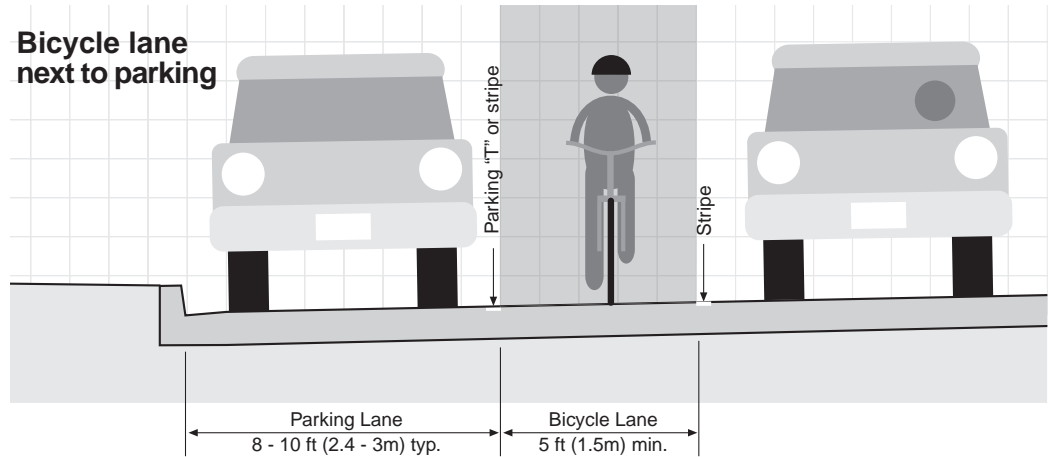 Bicycle lane
next to parking
Parking “T” or stripe
Stripe
Parking Lane
8 - 10 ft (2.4 - 3m) typ.
Bicycle Lane
5 ft (1.5m) min.